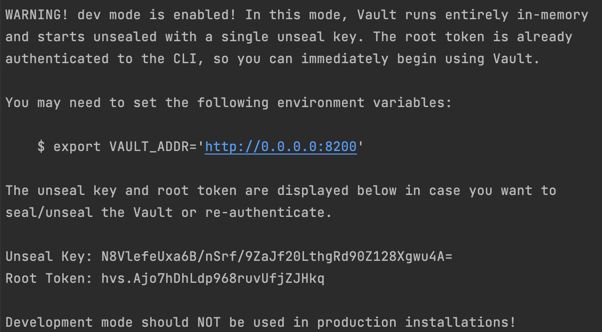 WARNING! dev mode is enabled! In this mode, Vault runs entirely in-memory
and starts unsealed with a single unseal key. The root token is already
authenticated to the CLI, so you can immediately begin using Vault.
You may need to set the following environment variables:
$ export VAULT_ADDR='http://0.0.0.0:8200'
The unseal key and root token are displayed below in case you want to
seal/unseal the Vault or re-authenticate.
Unseal Key: N8VlefeUxa6B/nSrf/9ZaJf20LthgRd90Z128Xgwu4A=
Root Token: hvs.Ajo7hDhLdp968ruvUfjZZJHkq
Development mode should NOT be used in production installations!